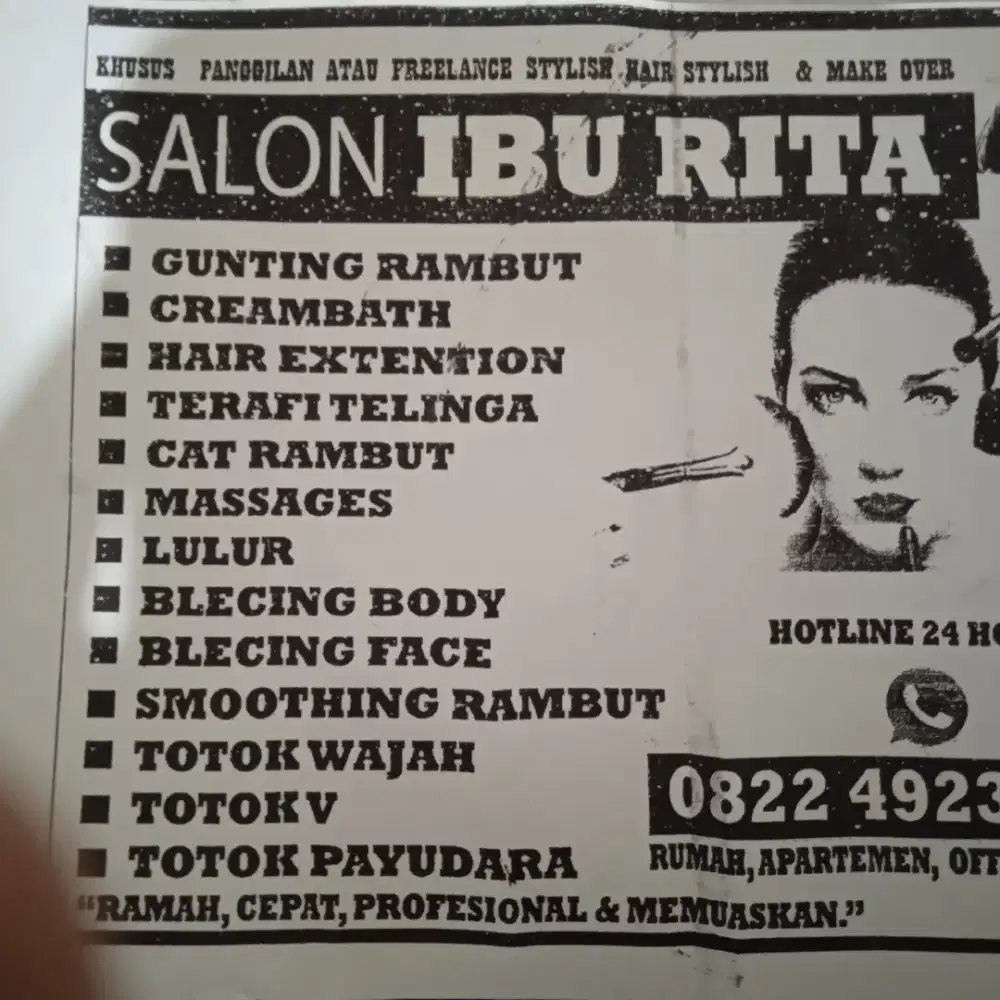 KHUSUS PANGGILAN ATAU FREELANCE STYLISH HAIR STYLISH & MAKE OVER
SALON IBU RITA
GUNTING RAMBUT
CREAMBATH
HAIR EXTENTION
TERAFI TELINGA
CAT RAMBUT
MASSAGES
LULUR
BLECING BODY
BLECING FACE
SMOOTHING RAMBUT
TOTOK WAJAH
TOTOK V
TOTOK PAYUDARA
"RAMAH, CEPAT, PROFESIONAL & MEMUASKAN."
HOTLINE 24
0822 4923
RUMAH, APARTEMEN,